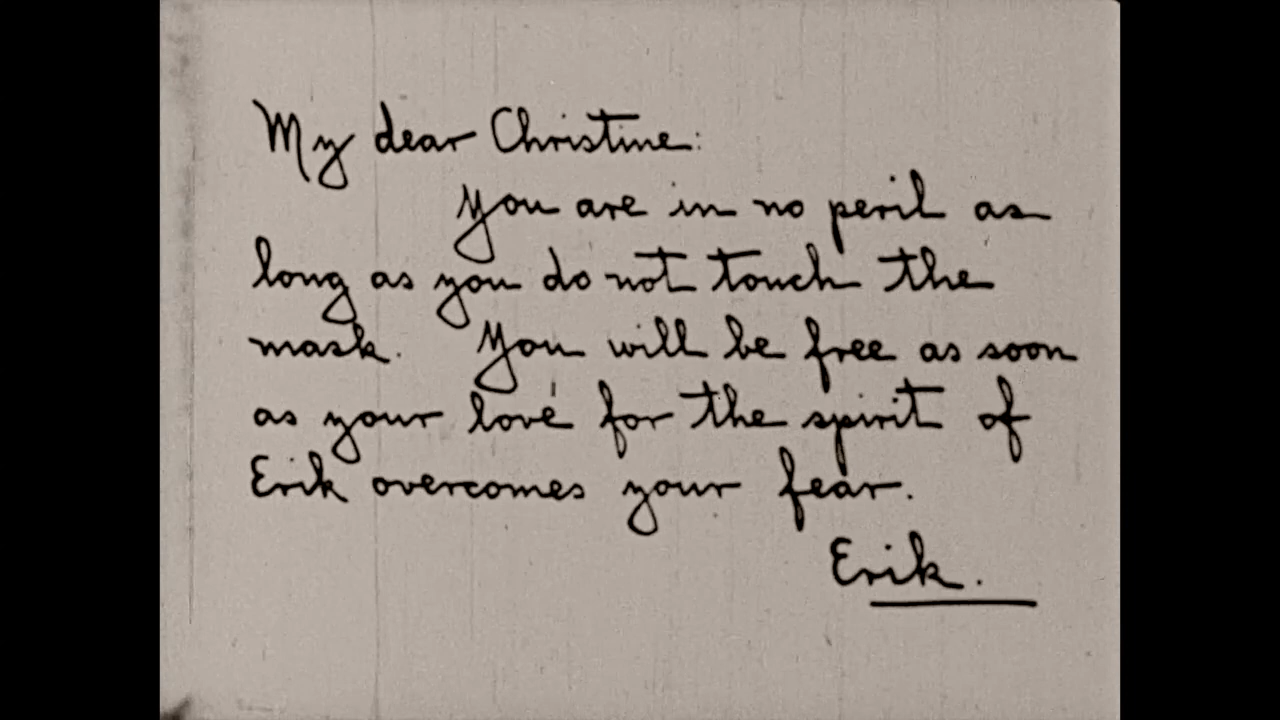 My dear Christine:
You are in no peril as
long as you do not touch the
mask. You will be free as soon
as your love for the spirit of
Erik overcomes your fear.
Erik.